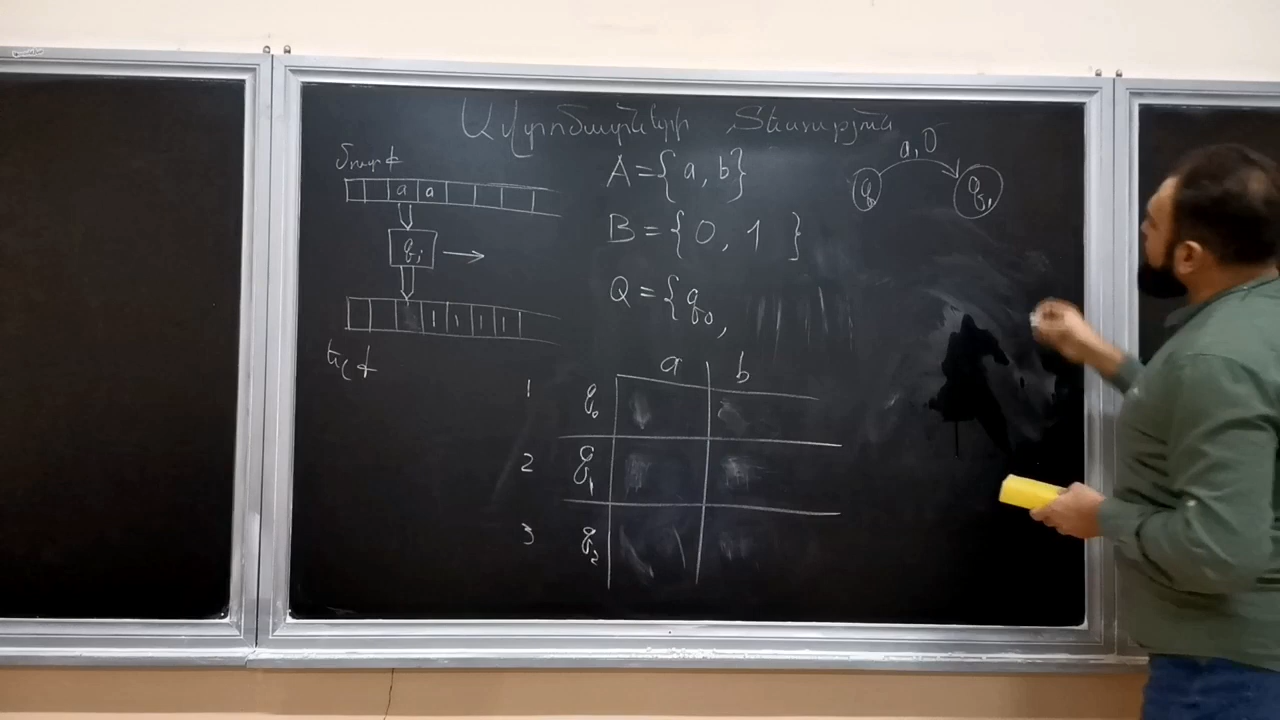 Ավտոմատների Տեսություն
մուտք
a a
q i
ելք
A = {a, b}
B = {0, 1 }
Q = {q₀,
a b
1 q₀
2 q₁
3 q₂
a, 0
q₀ q₁